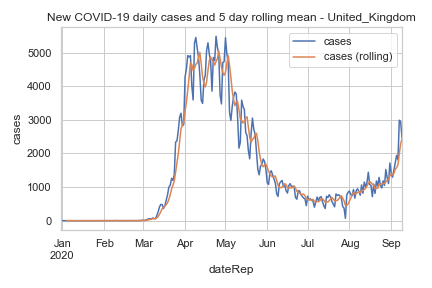 New COVID-19 daily cases and 5 day rolling mean - United_Kingdom
cases
cases (rolling)
cases
5000
4000
3000
2000
1000
0
Jan Feb Mar Apr May Jun Jul Aug Sep
2020
dateRep